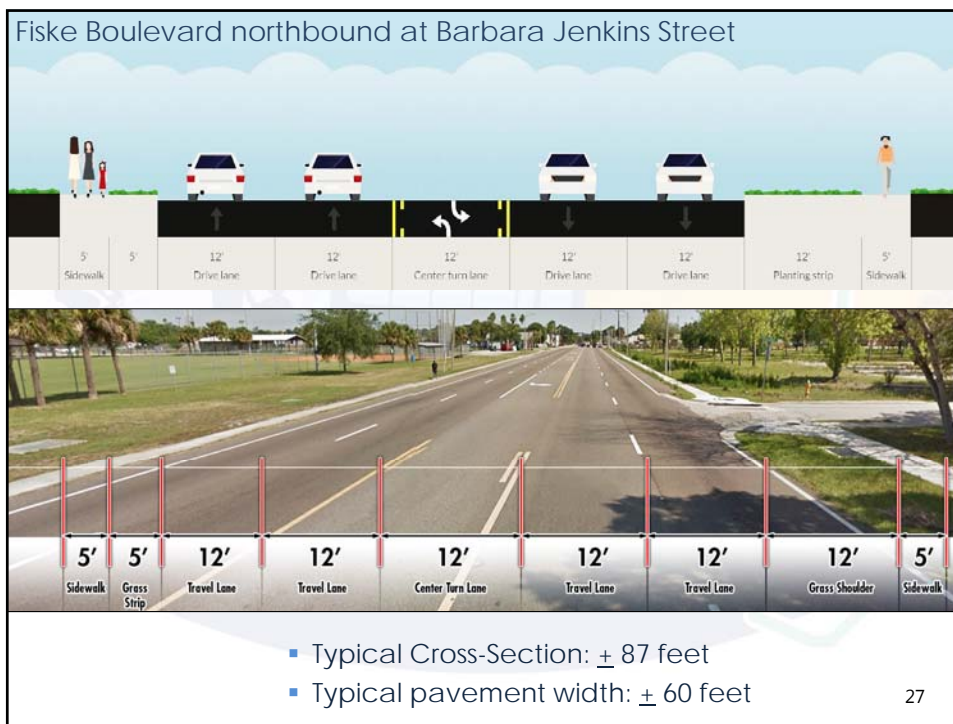 Fiske Boulevard northbound at Barbara Jenkins Street
5' 5' 12' 12' 12' 12' 12' 12' 5'
Sidewalk Drive lane Drive lane Center turn lane Drive lane Drive lane Planting strip Sidewalk
5' 5' 12' 12' 12' 12' 12' 12' 5'
Sidewalk Grass Strip Travel Lane Travel Lane Center Turn Lane Travel Lane Travel Lane Grass Shoulder Sidewalk
▪ Typical Cross-Section: ± 87 feet
▪ Typical pavement width: ± 60 feet
27